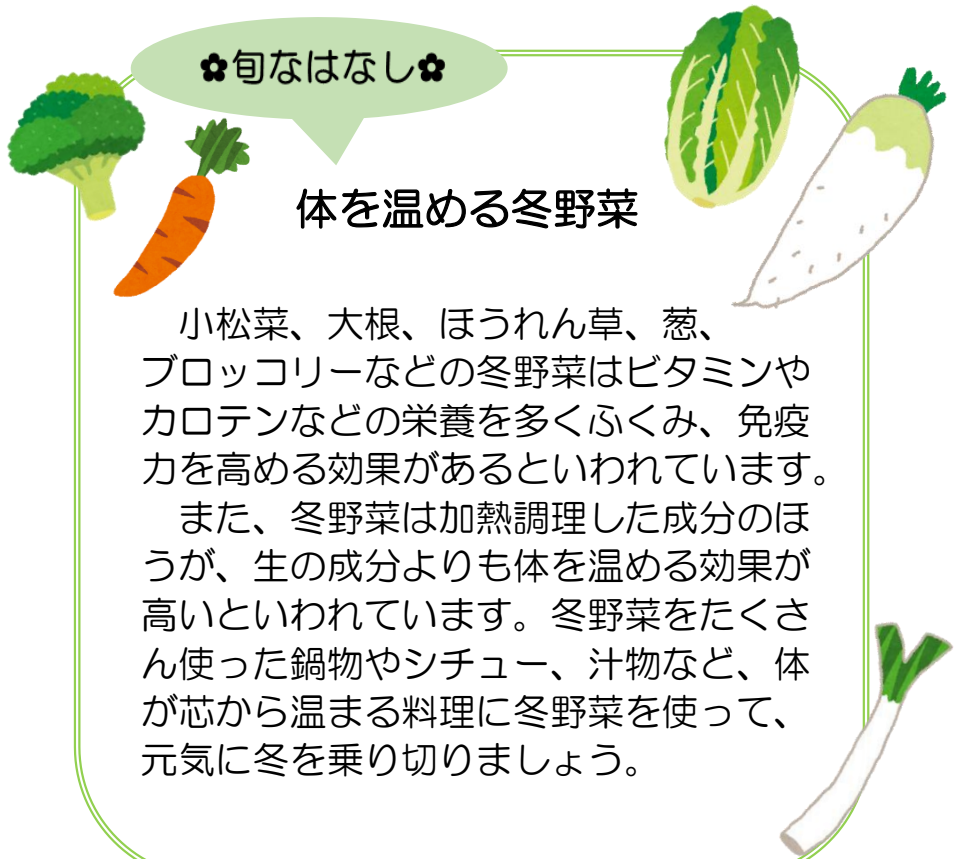 ✿旬なはなし✿
体を温める冬野菜
　小松菜、大根、ほうれん草、葱、
ブロッコリーなどの冬野菜はビタミンや
カロテンなどの栄養を多くふくみ、免疫
力を高める効果があるといわれています。
　また、冬野菜は加熱調理した成分のほ
うが、生の成分よりも体を温める効果が
高いといわれています。冬野菜をたくさ
ん使った鍋物やシチュー、汁物など、体
が芯から温まる料理に冬野菜を使って、
元気に冬を乗り切りましょう。